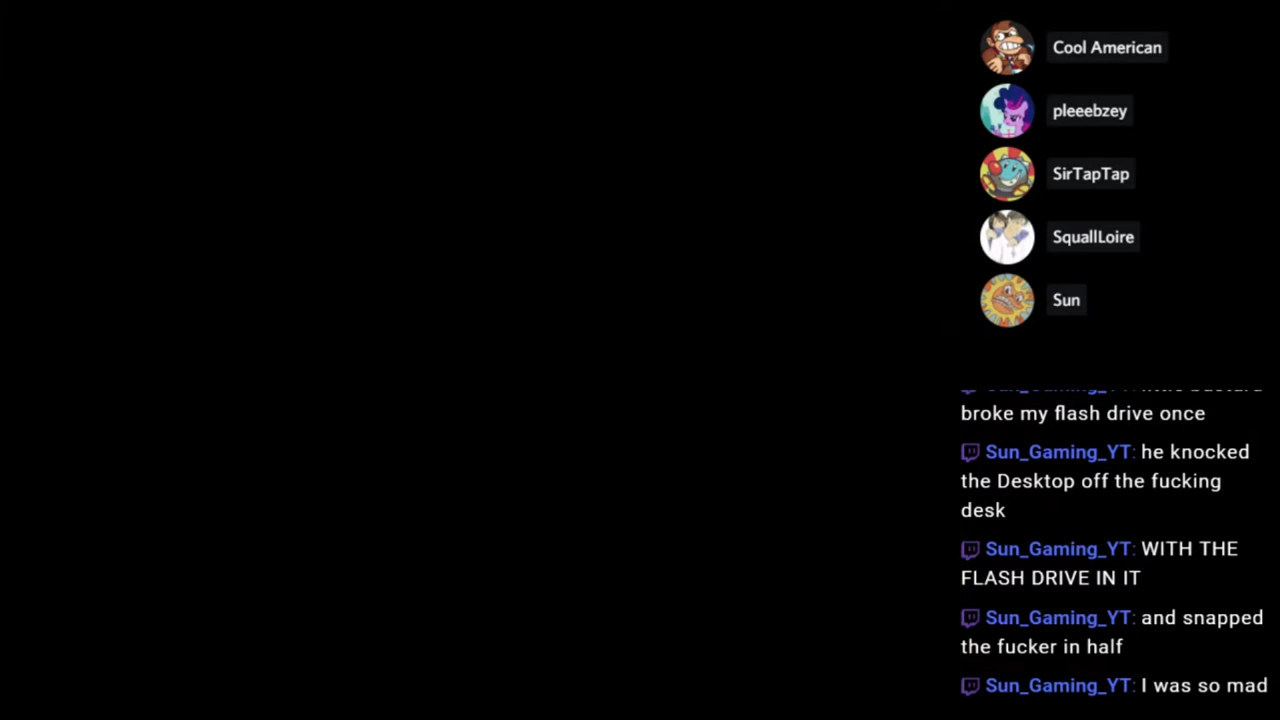 Cool American
pleeebzey
SirTapTap
SquallLoire
Sun
broke my flash drive once
Sun_Gaming_YT: he knocked
the Desktop off the fucking
desk
Sun_Gaming_YT: WITH THE
FLASH DRIVE IN IT
Sun_Gaming_YT: and snapped
the fucker in half
Sun_Gaming_YT: I was so mad